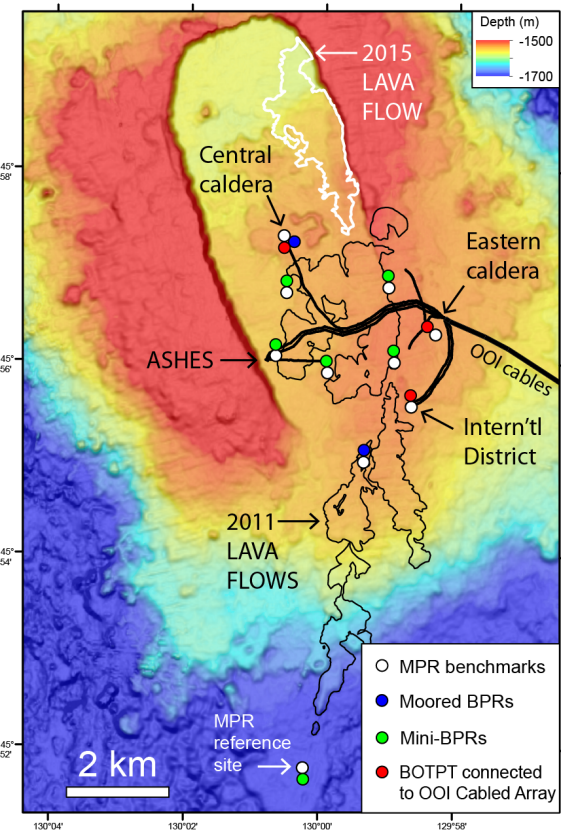 Depth (m)
-1500
-1700
2015
LAVA
FLOW
45°
58'
Central
caldera
Eastern
caldera
ASHES
45°
56'
OOI cables
Intern'tl
District
2011
LAVA
FLOWS
45°
54'
MPR
reference
site
45°
52'
2 km
MPR benchmarks
Moored BPRs
Mini-BPRs
BOTPT connected
to OOI Cabled Array
130°04' 130°02' 130°00' 129°58'